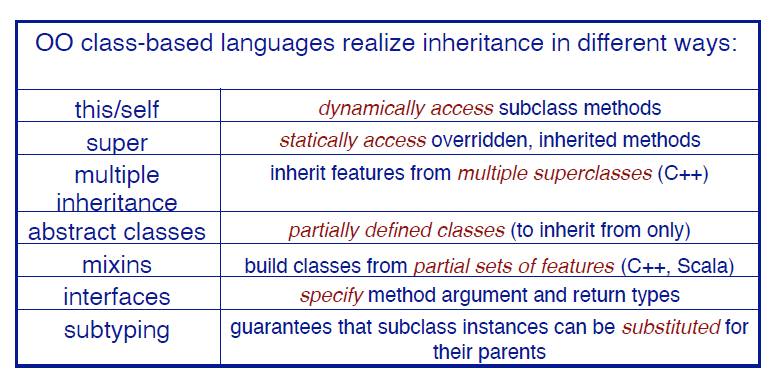 OO class-based languages realize inheritance in different ways:
this/self dynamically access subclass methods
super statically access overridden, inherited methods
multiple inherit features from multiple superclasses (C++)
inheritance
abstract classes partially defined classes (to inherit from only)
mixins build classes from partial sets of features (C++, Scala)
interfaces specify method argument and return types
subtyping guarantees that subclass instances can be substituted for
their parents